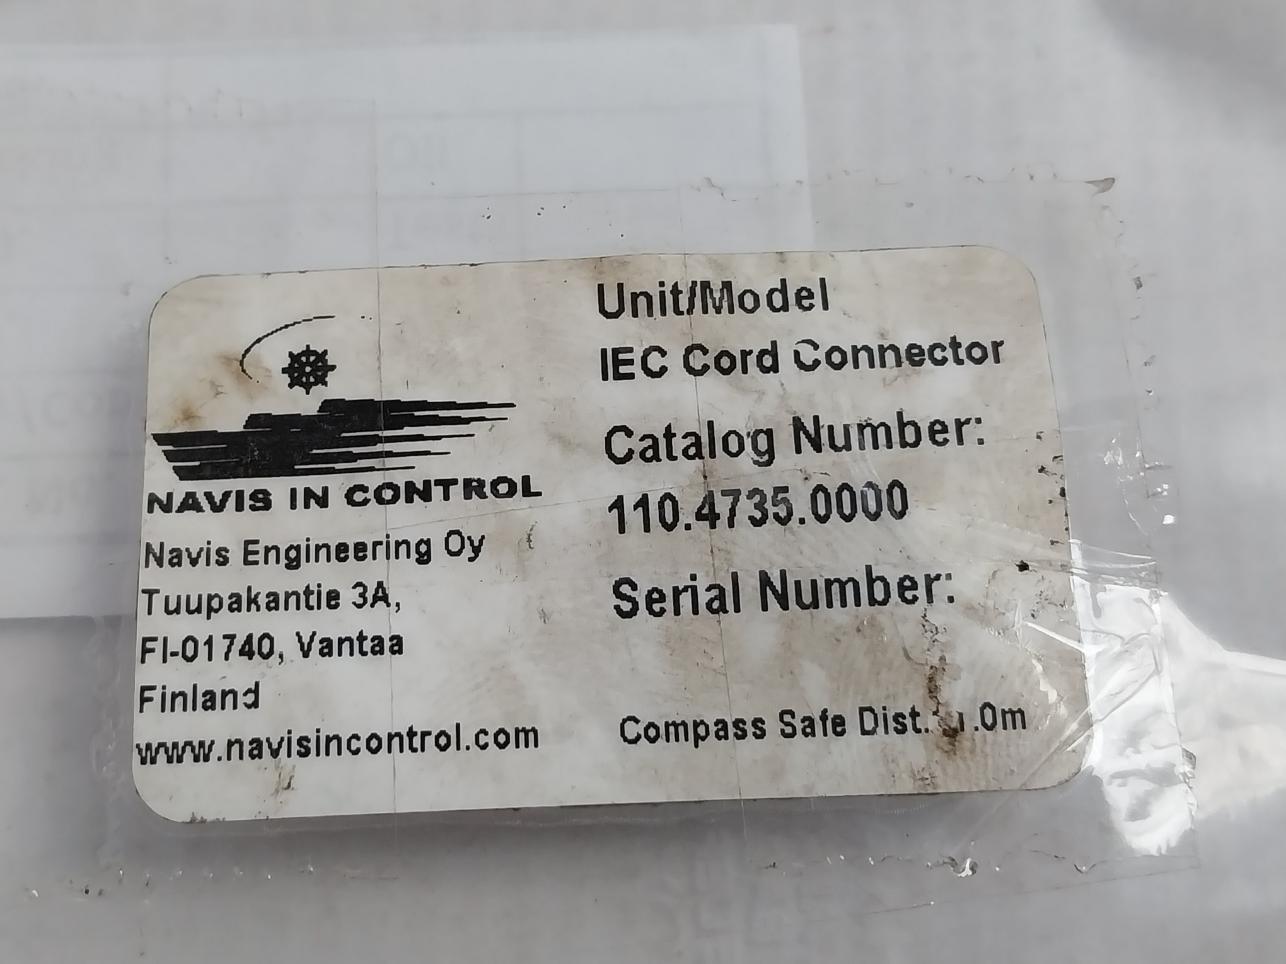 NAVIS IN CONTROL
Navis Engineering Oy
Tuupakantie 3A,
FI-01740, Vantaa
Finland
www.navisincontrol.com
Unit/Model
IEC Cord Connector
Catalog Number:
110.4735.0000
Serial Number:
Compass Safe Dist.